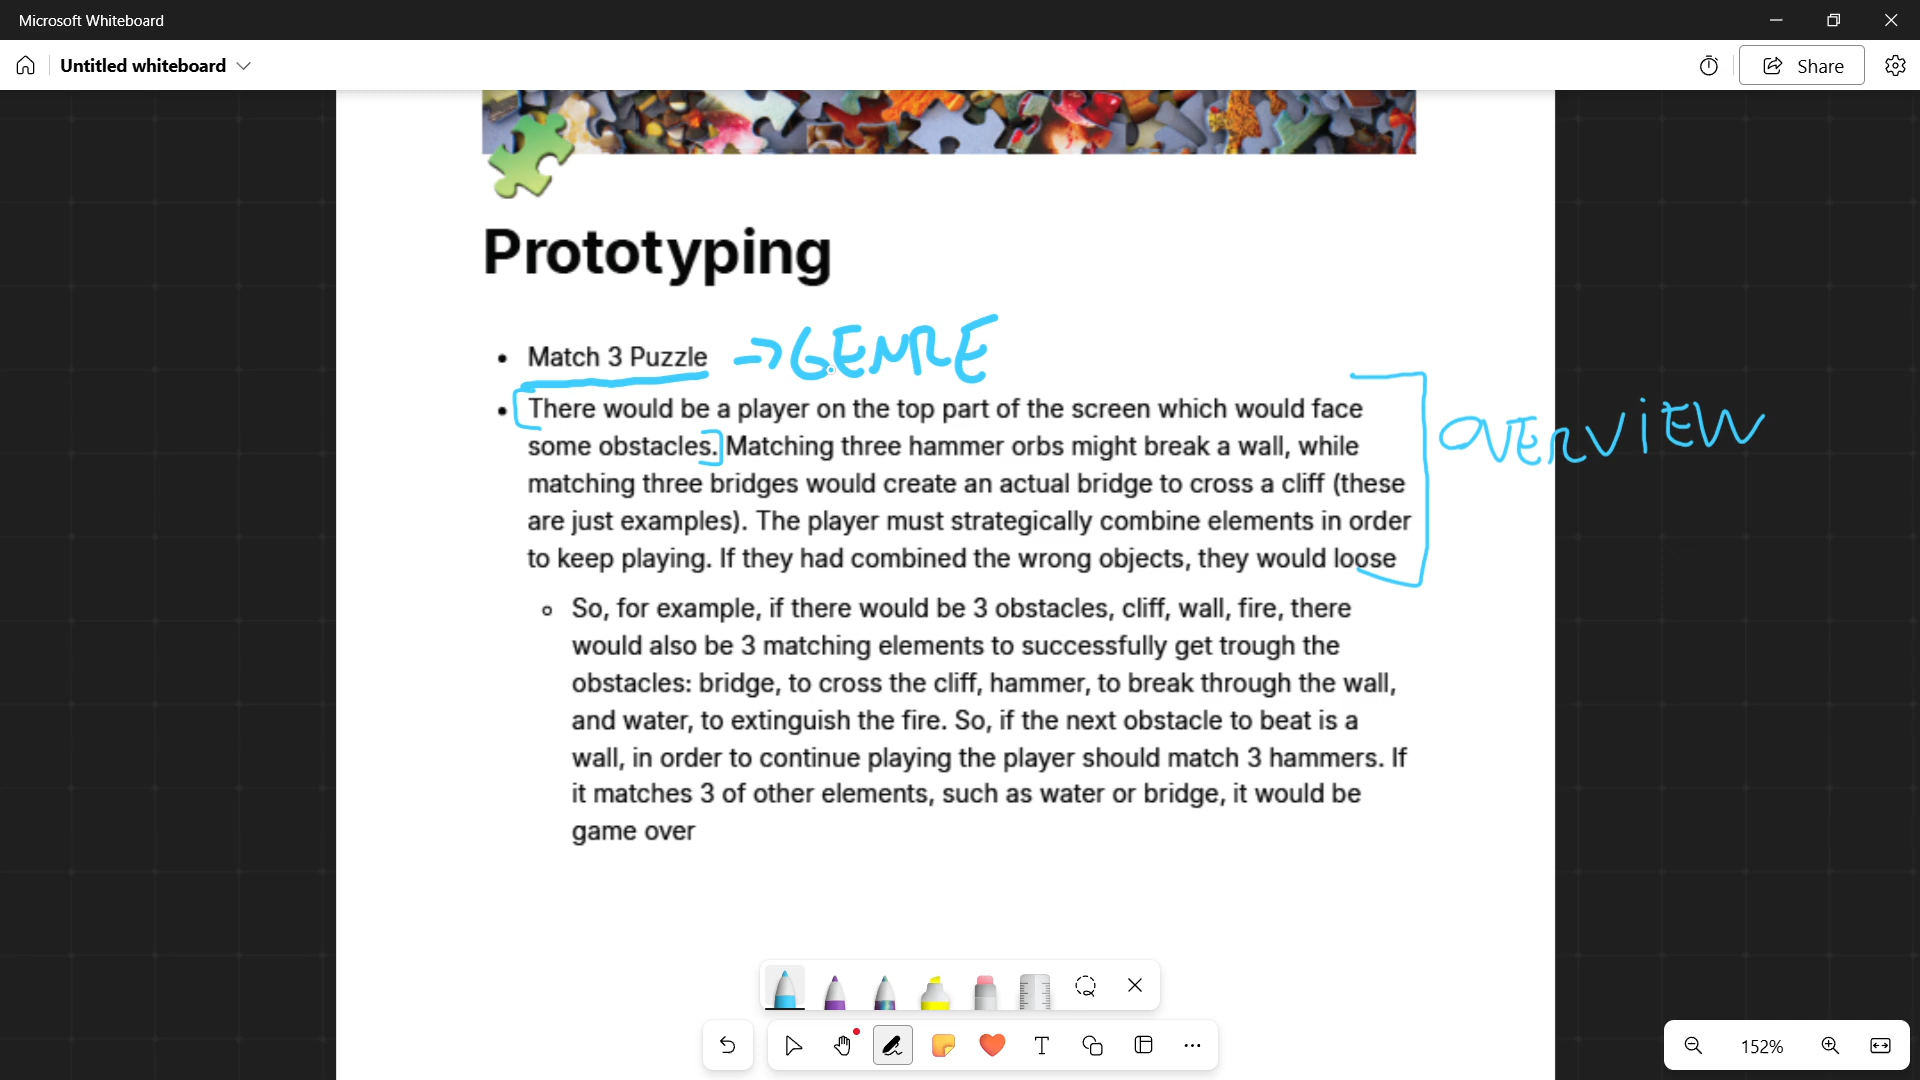 Microsoft Whiteboard
Untitled whiteboard
Share
Prototyping
• Match 3 Puzzle → GENRE
• There would be a player on the top part of the screen which would face
some obstacles. Matching three hammer orbs might break a wall, while
matching three bridges would create an actual bridge to cross a cliff (these
are just examples). The player must strategically combine elements in order
to keep playing. If they had combined the wrong objects, they would loose
OVERVIEW
○ So, for example, if there would be 3 obstacles, cliff, wall, fire, there
would also be 3 matching elements to successfully get trough the
obstacles: bridge, to cross the cliff, hammer, to break through the wall,
and water, to extinguish the fire. So, if the next obstacle to beat is a
wall, in order to continue playing the player should match 3 hammers. If
it matches 3 of other elements, such as water or bridge, it would be
game over
152%